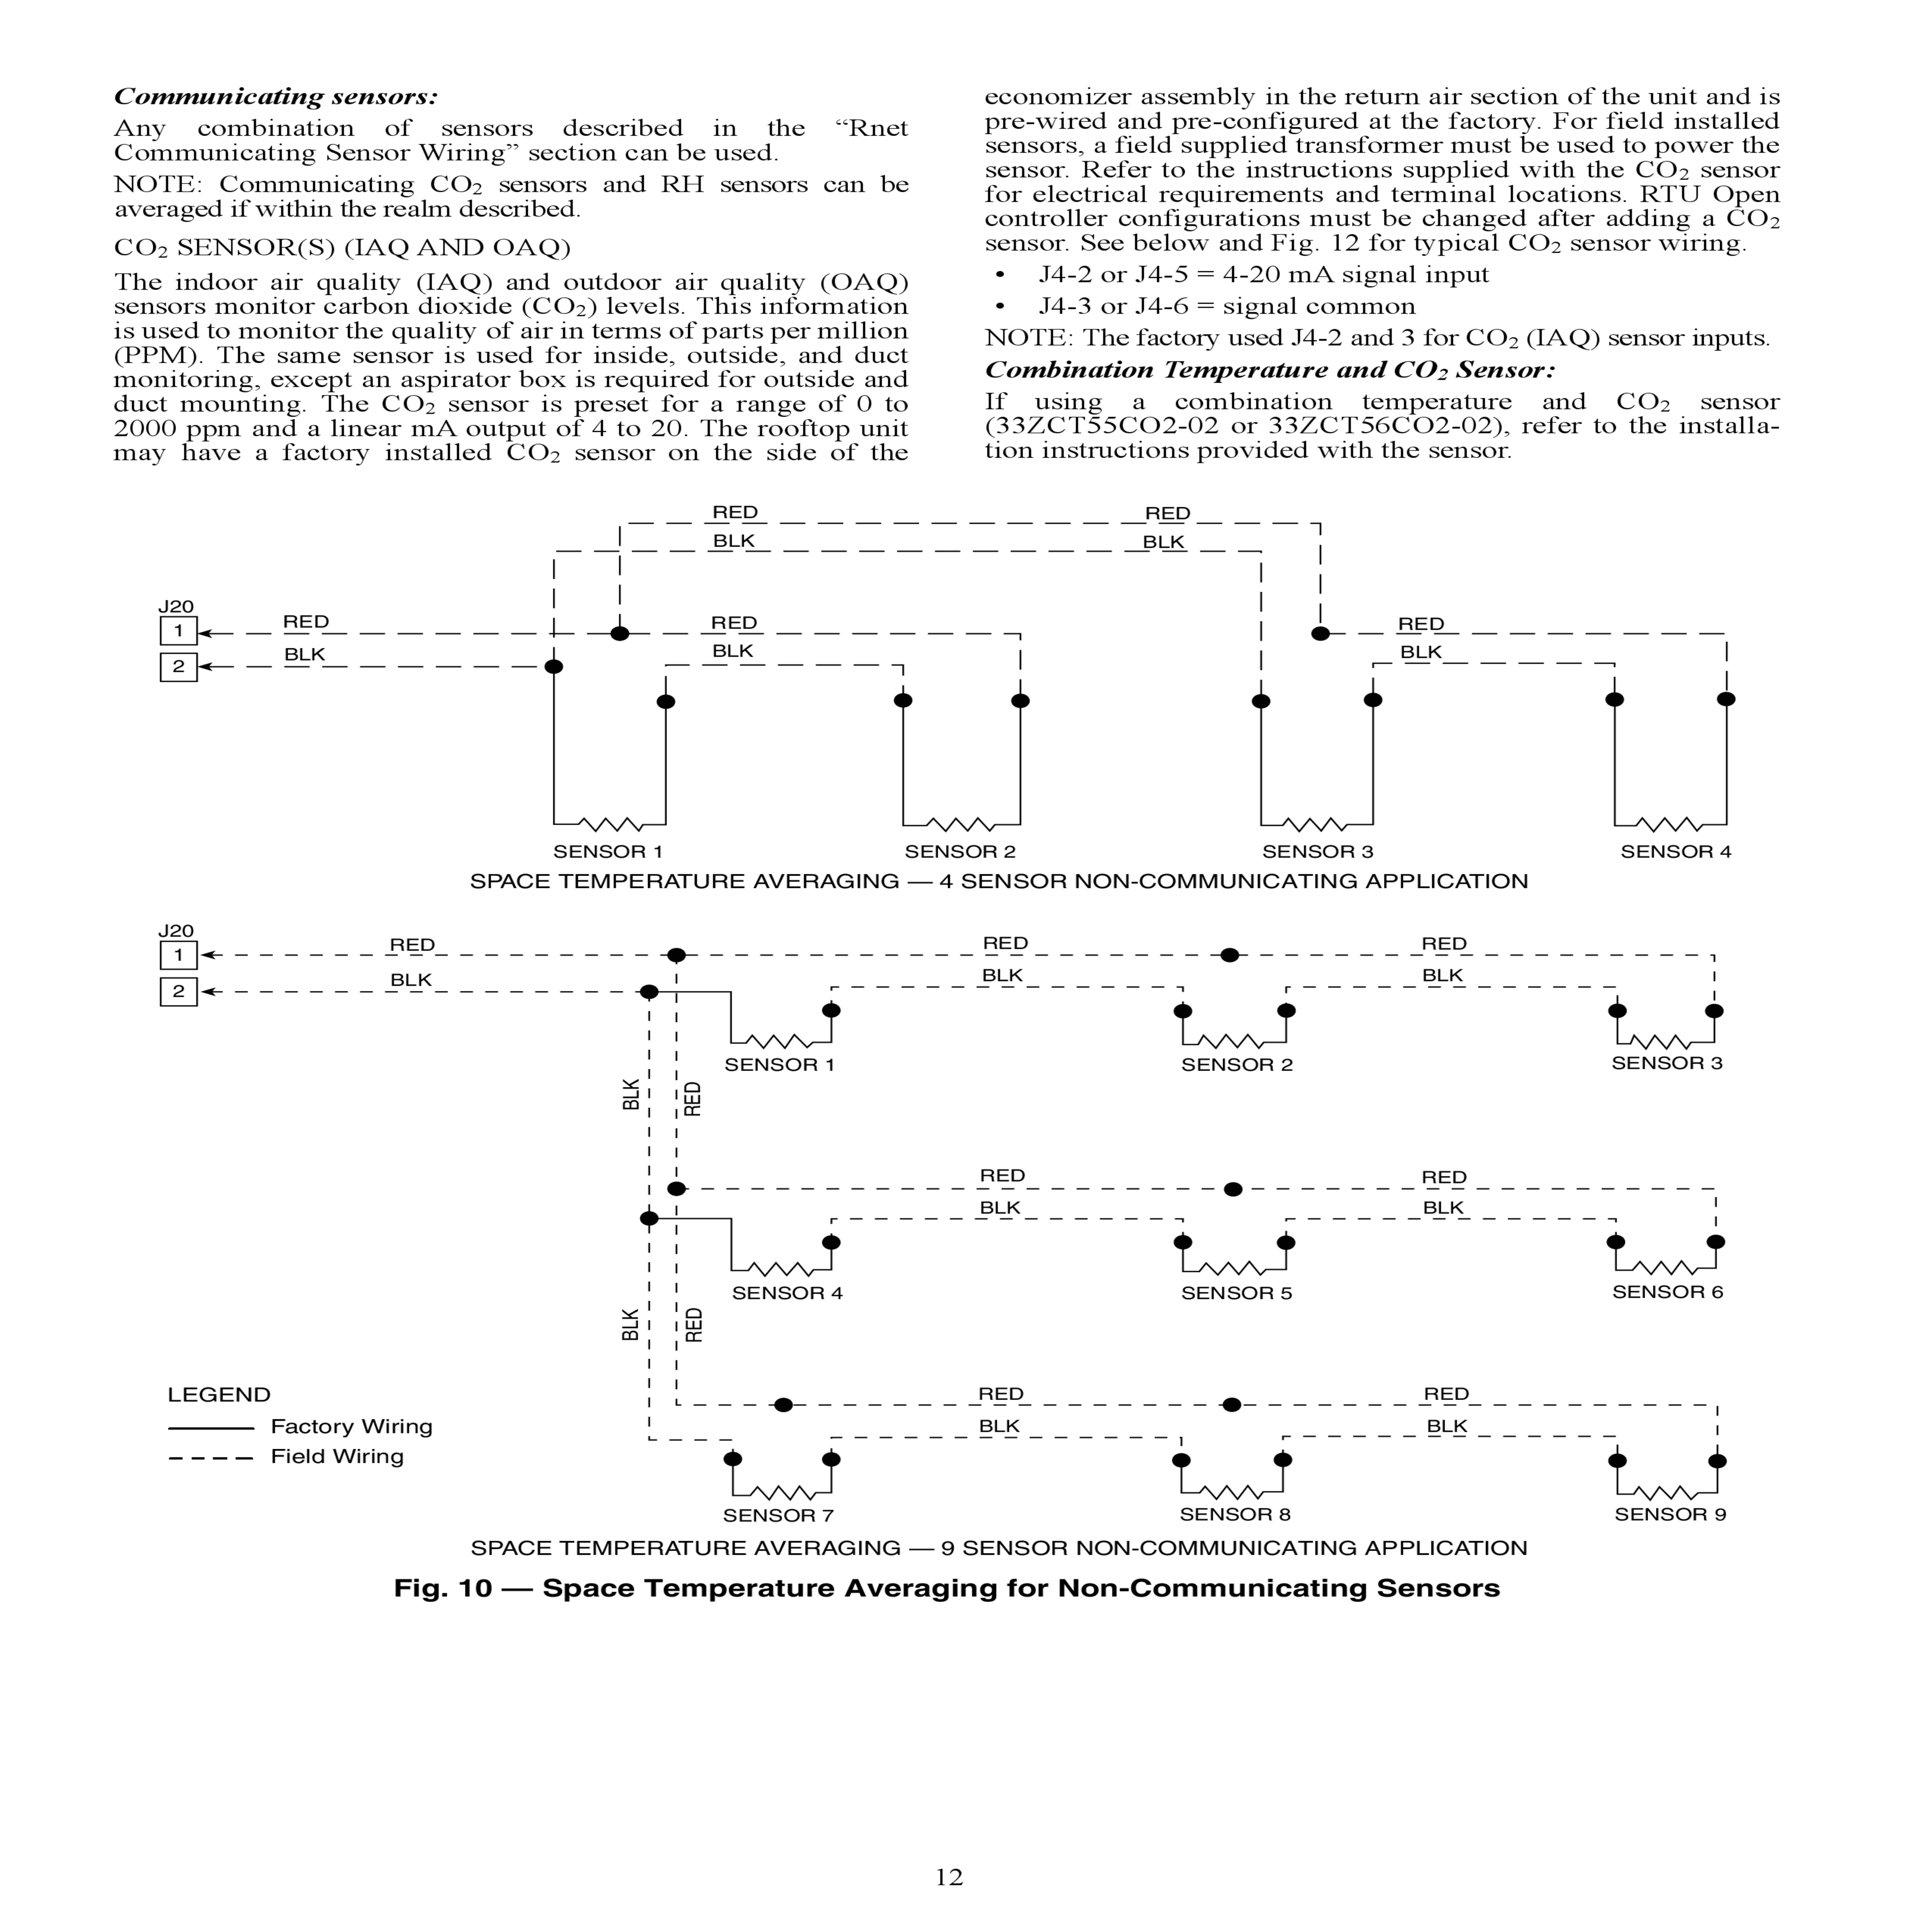 Communicating sensors:
Any combination of sensors described in the “Rnet
Communicating Sensor Wiring” section can be used.
NOTE: Communicating CO2 sensors and RH sensors can be
averaged if within the realm described.
CO2 SENSOR(S) (IAQ AND OAQ)
The indoor air quality (IAQ) and outdoor air quality (OAQ)
sensors monitor carbon dioxide (CO2) levels. This information
is used to monitor the quality of air in terms of parts per million
(PPM). The same sensor is used for inside, outside, and duct
monitoring, except an aspirator box is required for outside and
duct mounting. The CO2 sensor is preset for a range of 0 to
2000 ppm and a linear mA output of 4 to 20. The rooftop unit
may have a factory installed CO2 sensor on the side of the
economizer assembly in the return air section of the unit and is
pre-wired and pre-configured at the factory. For field installed
sensors, a field supplied transformer must be used to power the
sensor. Refer to the instructions supplied with the CO2 sensor
for electrical requirements and terminal locations. RTU Open
controller configurations must be changed after adding a CO2
sensor. See below and Fig. 12 for typical CO2 sensor wiring.
• J4-2 or J4-5 = 4-20 mA signal input
• J4-3 or J4-6 = signal common
NOTE: The factory used J4-2 and 3 for CO2 (IAQ) sensor inputs.
Combination Temperature and CO2 Sensor:
If using a combination temperature and CO2 sensor
(33ZCT55CO2-02 or 33ZCT56CO2-02), refer to the installa-
tion instructions provided with the sensor.
RED RED
BLK BLK
J20
1 RED RED RED
2 BLK BLK BLK
SENSOR 1 SENSOR 2 SENSOR 3 SENSOR 4
SPACE TEMPERATURE AVERAGING — 4 SENSOR NON-COMMUNICATING APPLICATION
J20
1 RED RED RED
2 BLK BLK BLK
SENSOR 1 SENSOR 2 SENSOR 3
BLK RED
RED RED
BLK BLK
SENSOR 4 SENSOR 5 SENSOR 6
BLK RED
RED RED
BLK BLK
SENSOR 7 SENSOR 8 SENSOR 9
LEGEND
Factory Wiring
Field Wiring
SPACE TEMPERATURE AVERAGING — 9 SENSOR NON-COMMUNICATING APPLICATION
Fig. 10 — Space Temperature Averaging for Non-Communicating Sensors
12